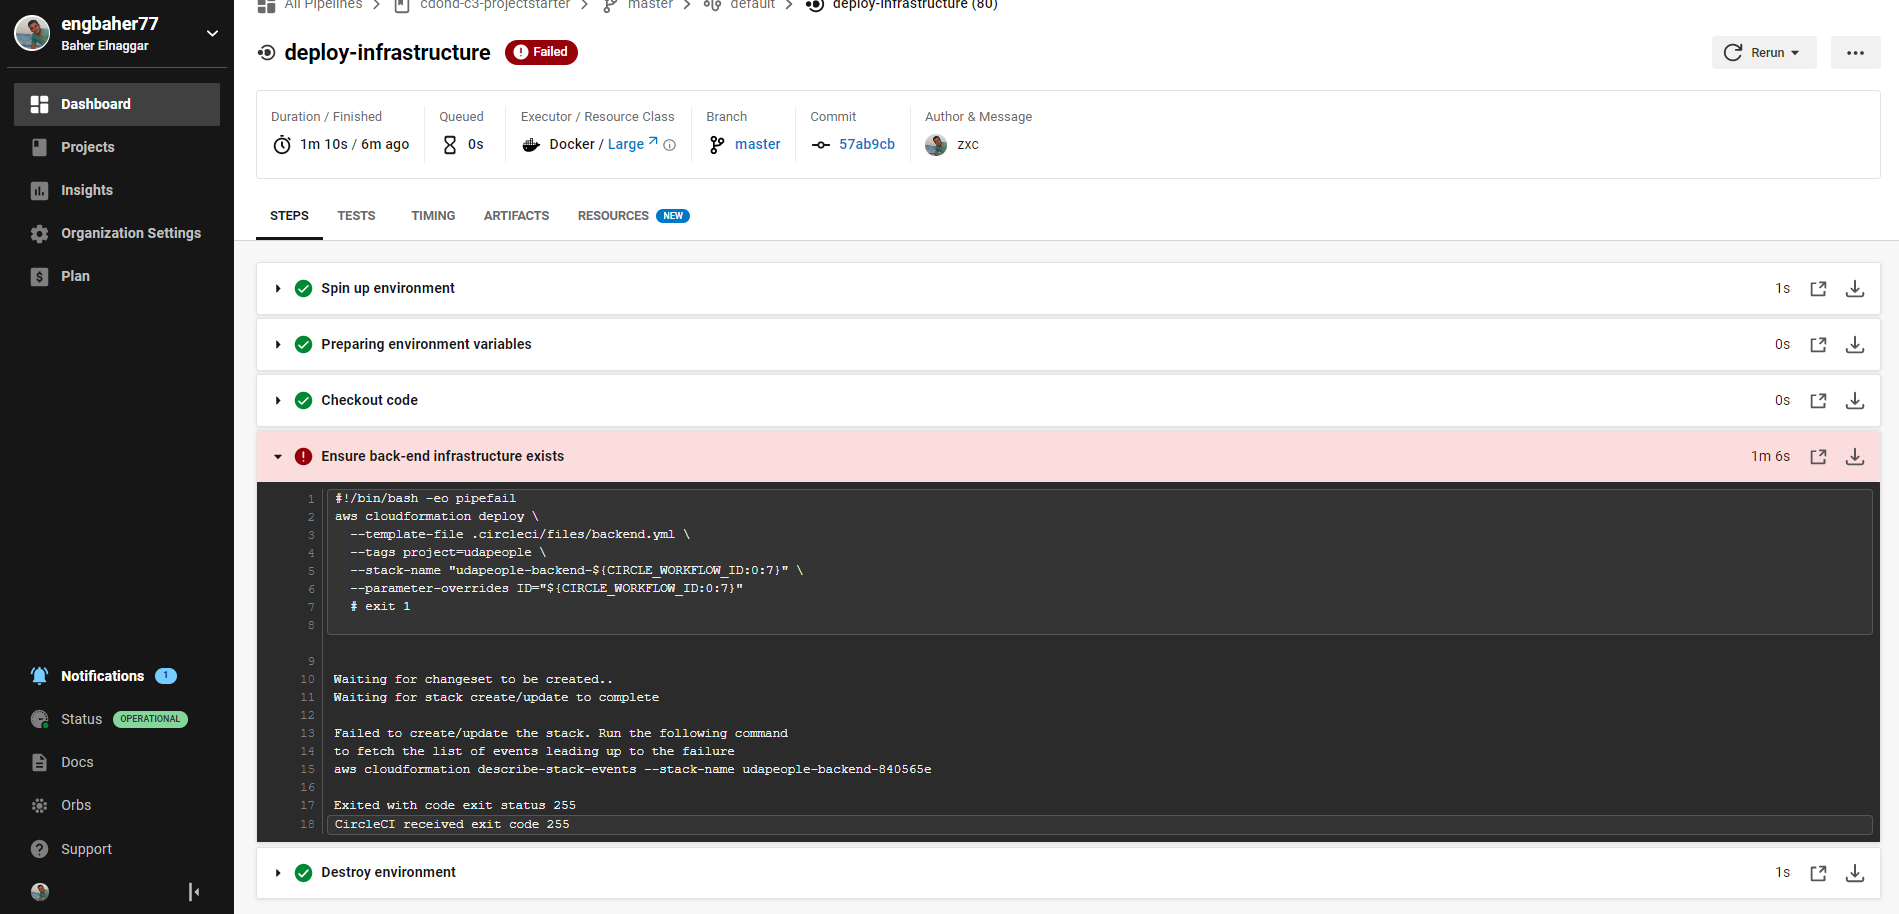 engbaher77
Baher Elnaggar
Dashboard
Projects
Insights
Organization Settings
Plan
Notifications 1
Status OPERATIONAL
Docs
Orbs
Support
All Pipelines cdond-c3-projectstarter master default deploy-infrastructure (80)
deploy-infrastructure Failed
Rerun
Duration / Finished
1m 10s / 6m ago
Queued
0s
Executor / Resource Class
Docker / Large
Branch
master
Commit
57ab9cb
Author & Message
zxc
STEPS TESTS TIMING ARTIFACTS RESOURCES NEW
Spin up environment 1s
Preparing environment variables 0s
Checkout code 0s
Ensure back-end infrastructure exists 1m 6s
1 #!/bin/bash -eo pipefail
2 aws cloudformation deploy \
3 --template-file .circleci/files/backend.yml \
4 --tags project=udapeople \
5 --stack-name "udapeople-backend-${CIRCLE_WORKFLOW_ID:0:7}" \
6 --parameter-overrides ID="${CIRCLE_WORKFLOW_ID:0:7}"
7 # exit 1
8
9
10 Waiting for changeset to be created..
11 Waiting for stack create/update to complete
12
13 Failed to create/update the stack. Run the following command
14 to fetch the list of events leading up to the failure
15 aws cloudformation describe-stack-events --stack-name udapeople-backend-840565e
16
17 Exited with code exit status 255
18 CircleCI received exit code 255
Destroy environment 1s